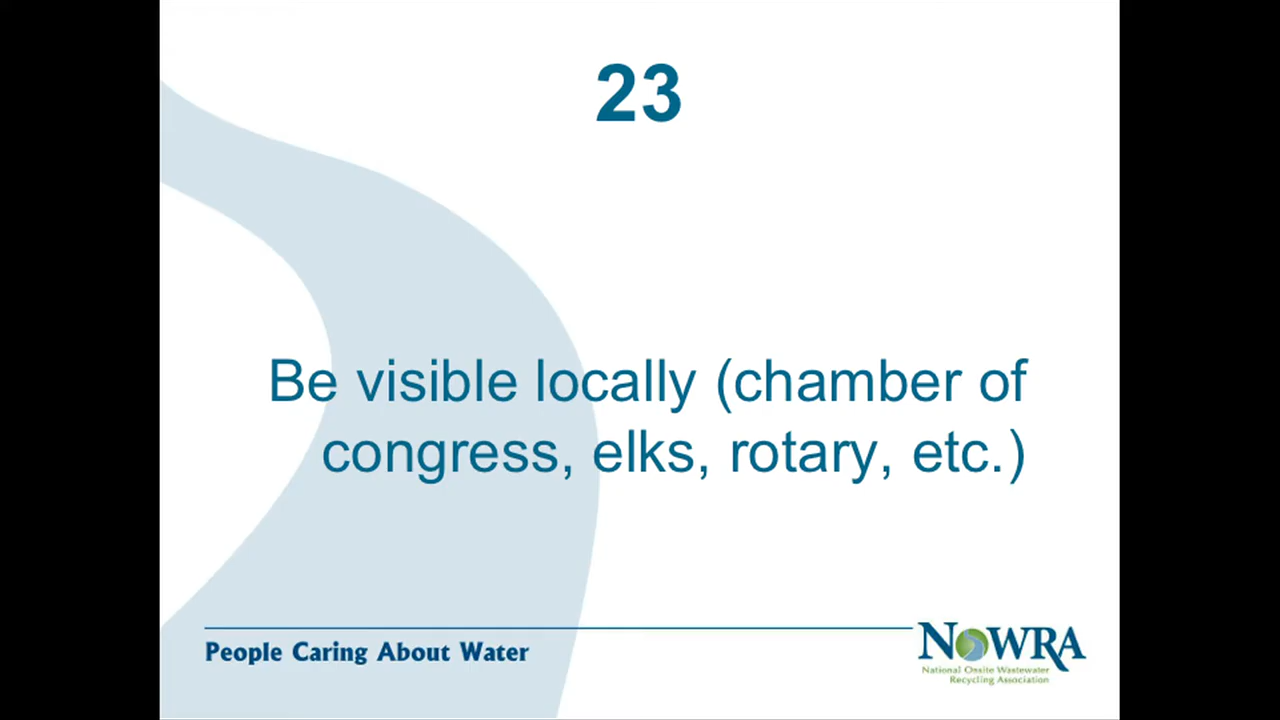 23
Be visible locally (chamber of
congress, elks, rotary, etc.)
People Caring About Water
NOWRA
National Onsite Wastewater
Recycling Association